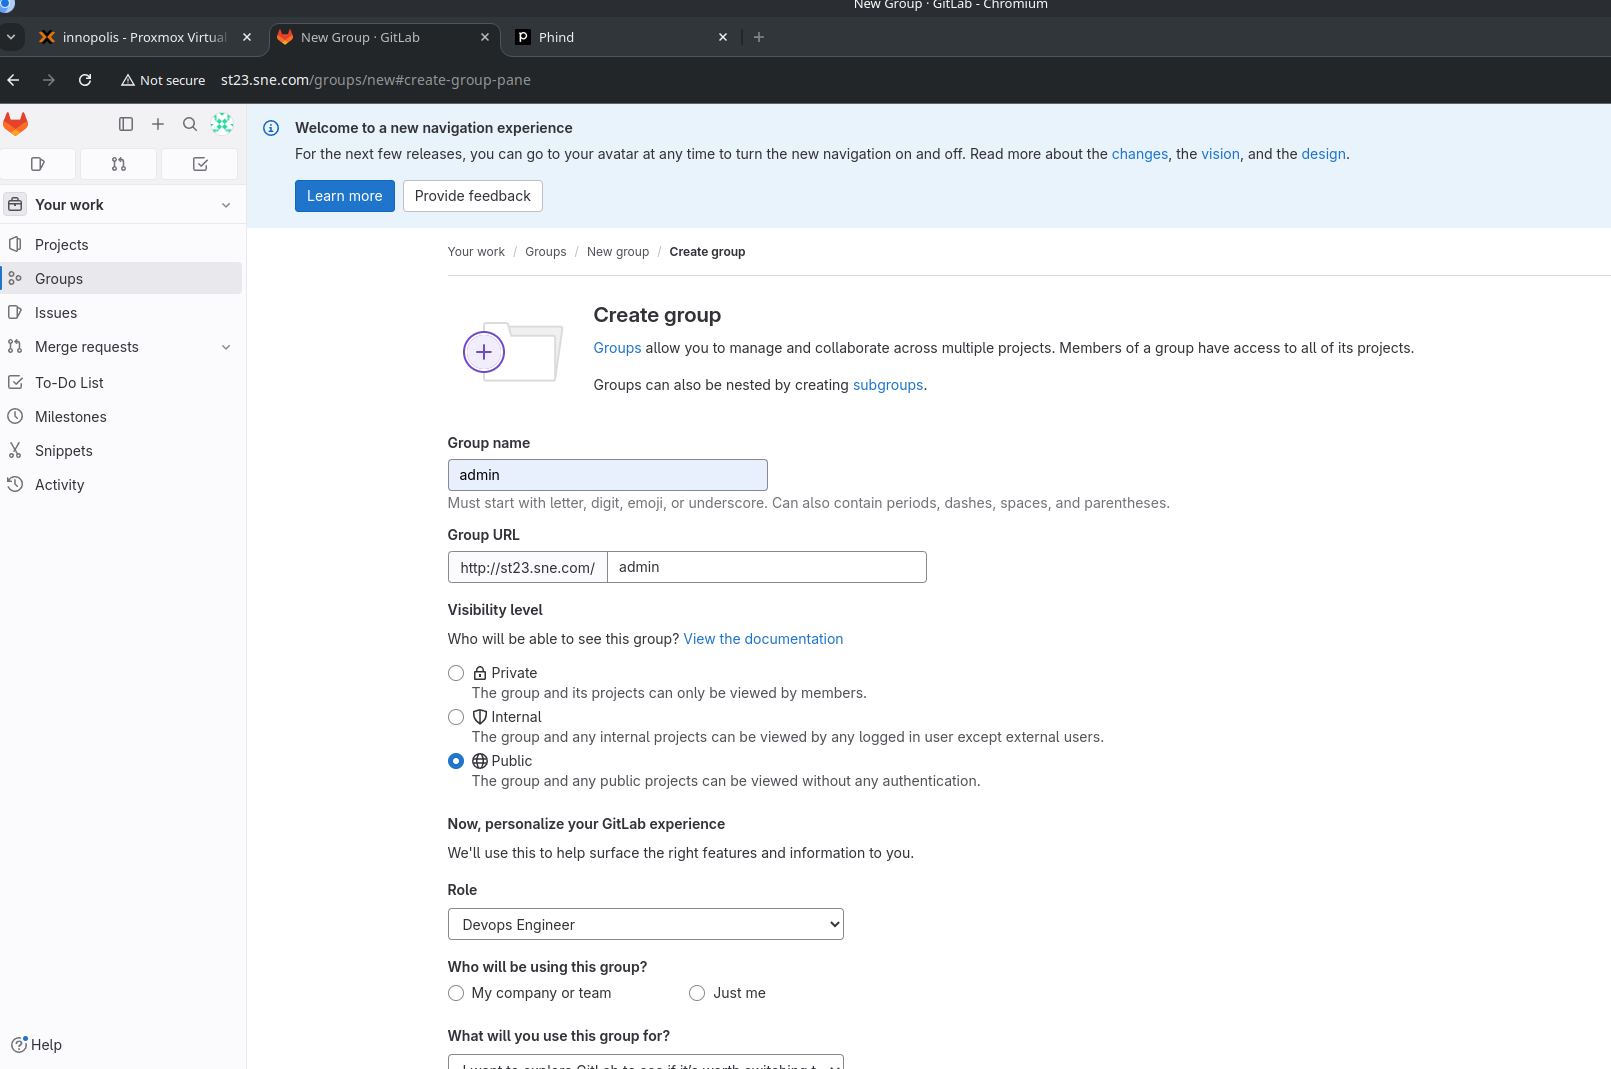 New Group · GitLab - Chromium
innopolis - Proxmox Virtual
New Group · GitLab
Phind
Not secure
st23.sne.com/groups/new#create-group-pane
Welcome to a new navigation experience
For the next few releases, you can go to your avatar at any time to turn the new navigation on and off. Read more about the changes, the vision, and the design.
Learn more
Provide feedback
Your work
Projects
Groups
Issues
Merge requests
To-Do List
Milestones
Snippets
Activity
Help
Your work / Groups / New group / Create group
Create group
Groups allow you to manage and collaborate across multiple projects. Members of a group have access to all of its projects.
Groups can also be nested by creating subgroups.
Group name
admin
Must start with letter, digit, emoji, or underscore. Can also contain periods, dashes, spaces, and parentheses.
Group URL
http://st23.sne.com/ admin
Visibility level
Who will be able to see this group? View the documentation
Private
The group and its projects can only be viewed by members.
Internal
The group and any internal projects can be viewed by any logged in user except external users.
Public
The group and any public projects can be viewed without any authentication.
Now, personalize your GitLab experience
We'll use this to help surface the right features and information to you.
Role
Devops Engineer
Who will be using this group?
My company or team
Just me
What will you use this group for?
I want to explore GitLab to see if it's worth switching t